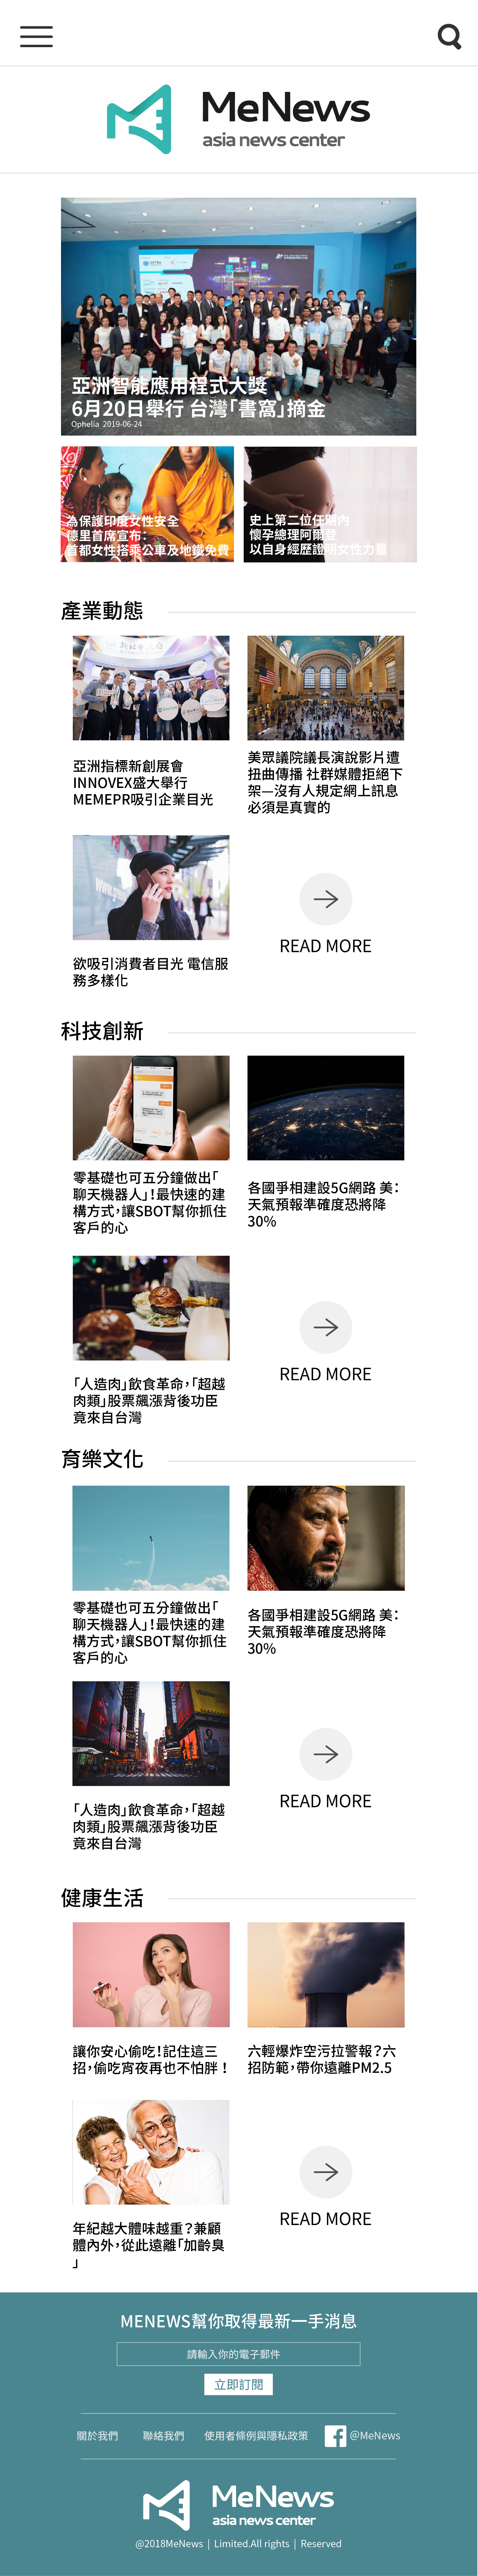 MeNews
asia news center
亞洲智能應用程式大獎
6月20日舉行 台灣「書窩」摘金
Ophelia 2019-06-24
為保護印度女性安全
德里首席宣布：
首都女性搭乘公車及地鐵免費
史上第二位任期內
懷孕總理阿爾登
以自身經歷證明女性力量
產業動態
亞洲指標新創展會
INNOVEX盛大舉行
MEMEPR吸引企業目光
美眾議院議長演說影片遭
扭曲傳播 社群媒體拒絕下
架—沒有人規定網上訊息
必須是真實的
欲吸引消費者目光 電信服
務多樣化
READ MORE
科技創新
零基礎也可五分鐘做出「
聊天機器人」！最快速的建
構方式，讓SBOT幫你抓住
客戶的心
各國爭相建設5G網路 美：
天氣預報準確度恐將降
30%
「人造肉」飲食革命，「超越
肉類」股票飆漲背後功臣
竟來自台灣
READ MORE
育樂文化
零基礎也可五分鐘做出「
聊天機器人」！最快速的建
構方式，讓SBOT幫你抓住
客戶的心
各國爭相建設5G網路 美：
天氣預報準確度恐將降
30%
「人造肉」飲食革命，「超越
肉類」股票飆漲背後功臣
竟來自台灣
READ MORE
健康生活
讓你安心偷吃！記住這三
招，偷吃宵夜再也不怕胖！
六輕爆炸空污拉警報？六
招防範，帶你遠離PM2.5
年紀越大體味越重？兼顧
體內外，從此遠離「加齡臭
」
READ MORE
MENEWS幫你取得最新一手消息
請輸入你的電子郵件
立即訂閱
關於我們 聯絡我們 使用者條例與隱私政策 @MeNews
MeNews
asia news center
@2018MeNews | Limited.All rights | Reserved